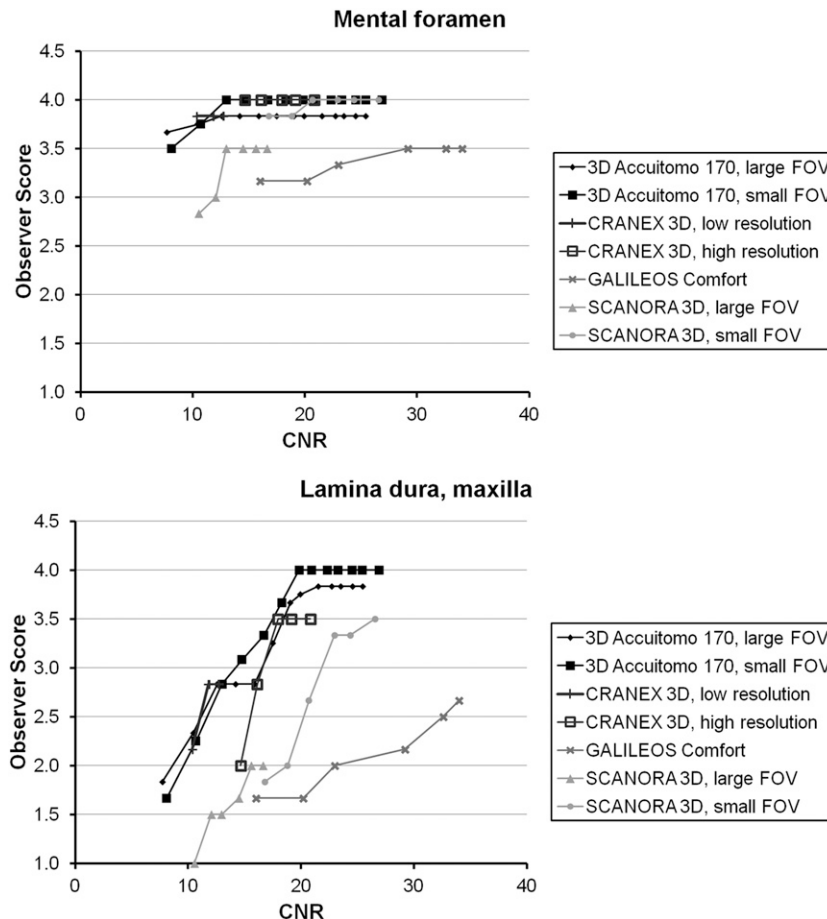 Mental foramen
4.5
4.0
3.5
3.0
2.5
2.0
1.5
1.0
Observer Score
0 10 20 30 40
CNR
3D Accuitomo 170, large FOV
3D Accuitomo 170, small FOV
CRANEX 3D, low resolution
CRANEX 3D, high resolution
GALILEOS Comfort
SCANORA 3D, large FOV
SCANORA 3D, small FOV
Lamina dura, maxilla
4.5
4.0
3.5
3.0
2.5
2.0
1.5
1.0
Observer Score
0 10 20 30 40
CNR
3D Accuitomo 170, large FOV
3D Accuitomo 170, small FOV
CRANEX 3D, low resolution
CRANEX 3D, high resolution
GALILEOS Comfort
SCANORA 3D, large FOV
SCANORA 3D, small FOV